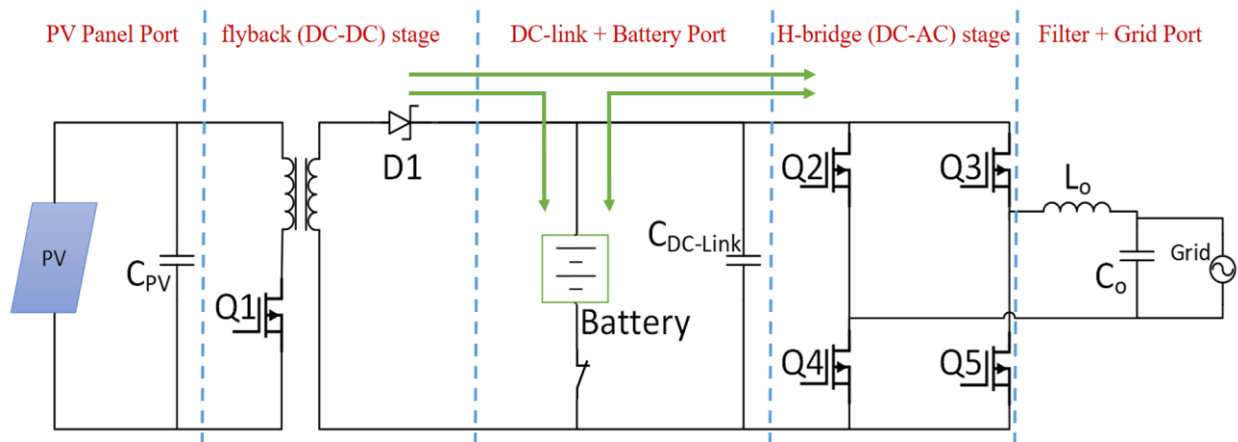 PV Panel Port
flyback (DC-DC) stage
DC-link + Battery Port
H-bridge (DC-AC) stage
Filter + Grid Port
D1
Q2
Q3
Lo
PV
CPV
Q1
CDC-Link
Battery
Grid
Co
Q4
Q5